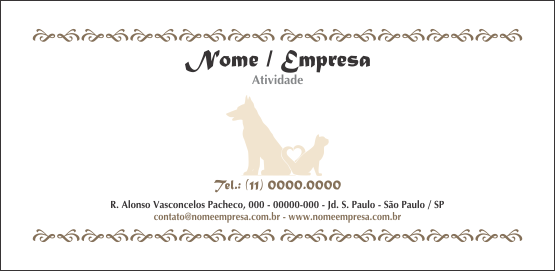 Nome / Empresa
Atividade
Tel.: (11) 0000.0000
R. Alonso Vasconcelos Pacheco, 000 - 00000-000 - Jd. S. Paulo - São Paulo / SP
contato@nomeempresa.com.br - www.nomeempresa.com.br